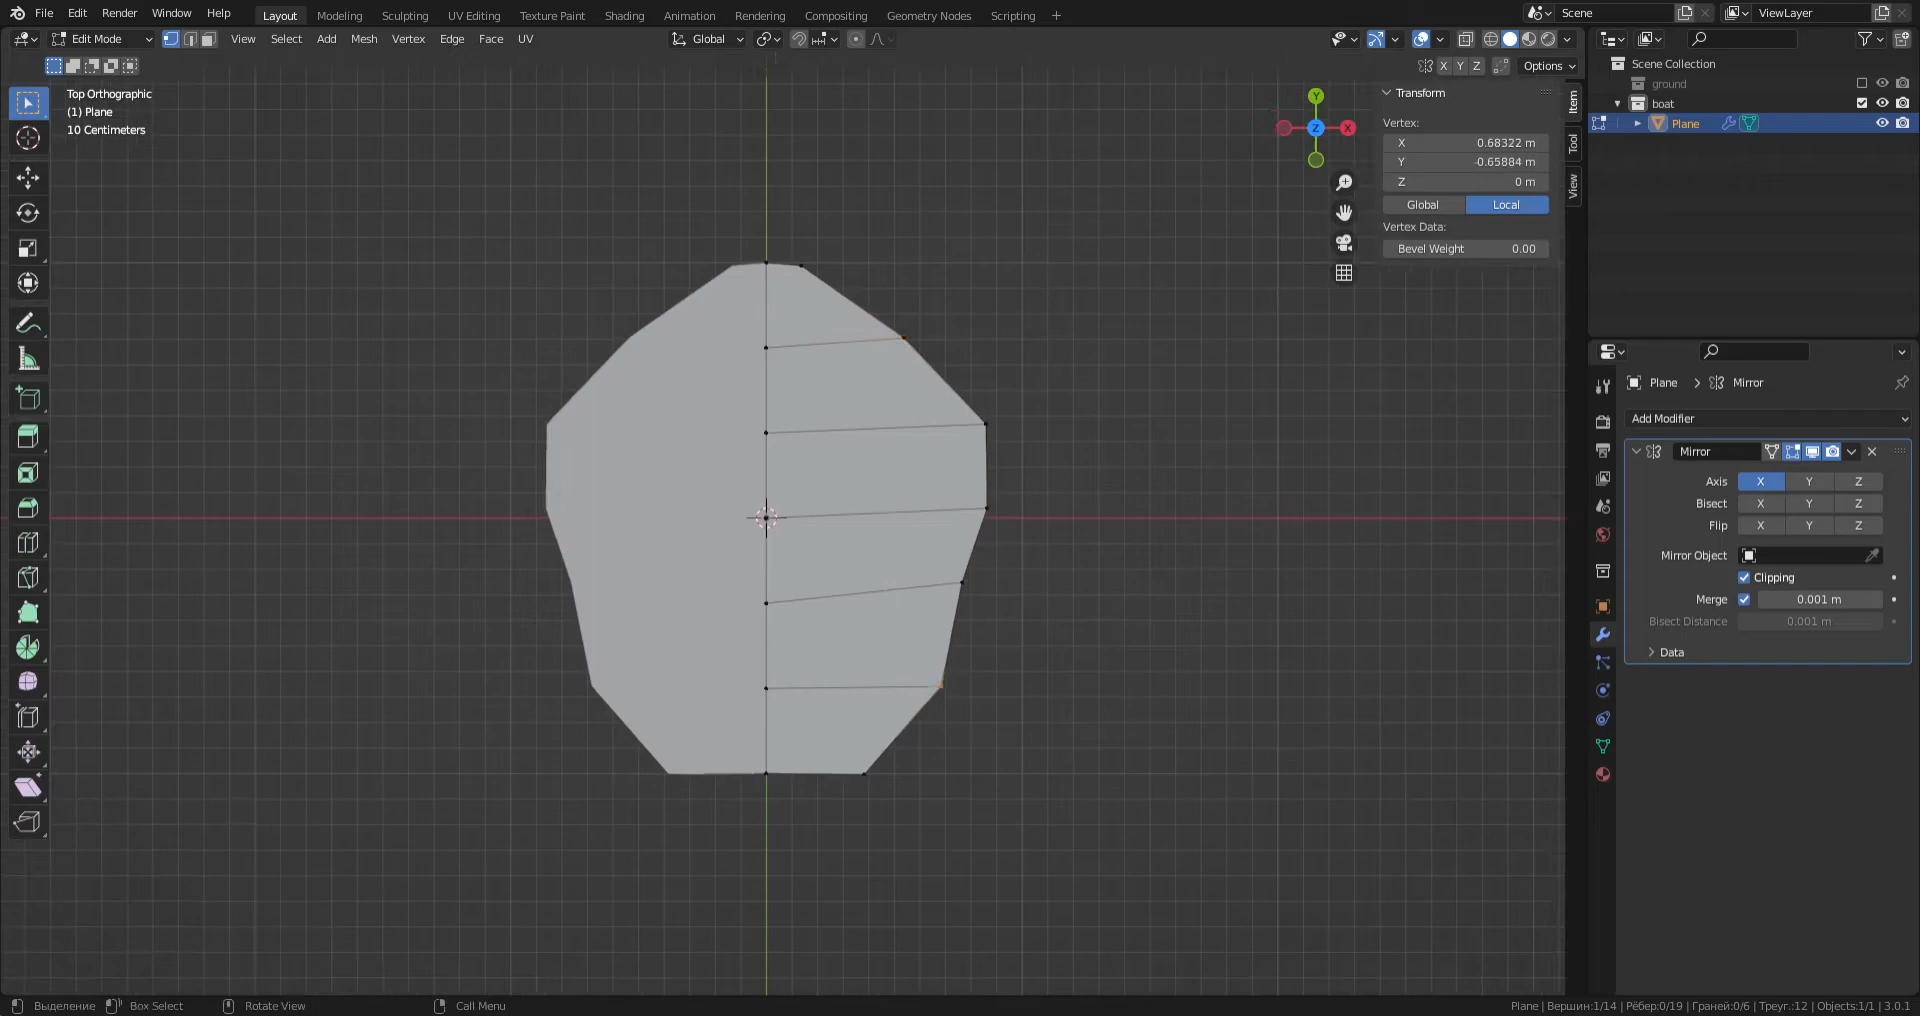 File Edit Render Window Help Layout Modeling Sculpting UV Editing Texture Paint Shading Animation Rendering Compositing Geometry Nodes Scripting + Scene ViewLayer
Edit Mode View Select Add Mesh Vertex Edge Face UV Global
X Y Z Options
Top Orthographic
(1) Plane
10 Centimeters
Y
X
Z
Transform
Vertex:
X 0.68322 m
Y -0.65884 m
Z 0 m
Global Local
Vertex Data:
Bevel Weight 0.00
Item
Tool
View
Scene Collection
ground
boat
Plane
Plane > Mirror
Add Modifier
Mirror
Axis X Y Z
Bisect X Y Z
Flip X Y Z
Mirror Object
Clipping
Merge 0.001 m
Bisect Distance 0.001 m
Data
Выделение Box Select Rotate View Call Menu
Plane | Вершин:1/14 | Рёбер:0/19 | Граней:0/6 | Треуг.:12 | Objects:1/1 | 3.0.1